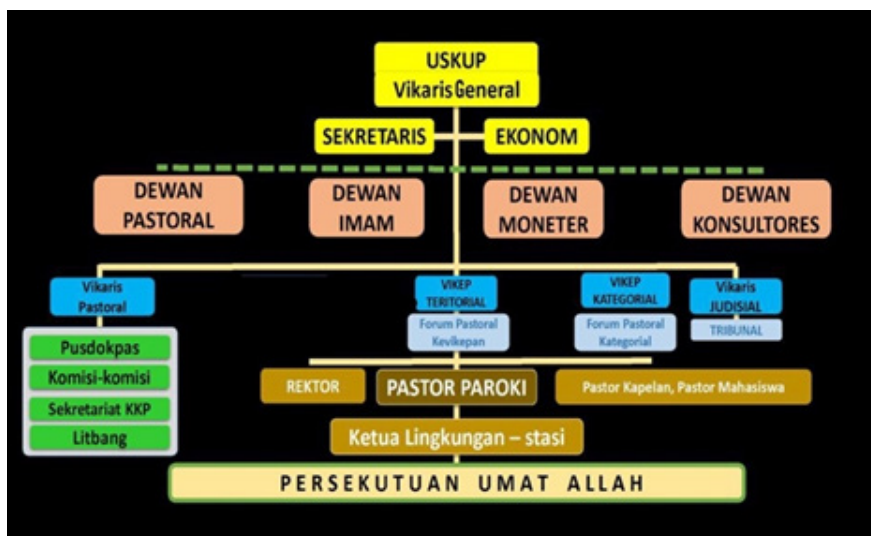 USKUP
Vikaris General
SEKRETARIS
EKONOM
DEWAN
PASTORAL
DEWAN
IMAM
DEWAN
MONETER
DEWAN
KONSULTORES
Vikaris
Pastoral
VIKEP
TERITORIAL
VIKEP
KATEGORIAL
Vikaris
JUDISIAL
Forum Pastoral
Kevikepan
Forum Pastoral
Kategorial
TRIBUNAL
Pusdokpas
Komisi-komisi
Sekretariat KKP
Litbang
REKTOR
PASTOR PAROKI
Pastor Kapelan, Pastor Mahasiswa
Ketua Lingkungan – stasi
PERSEKUTUAN UMAT ALLAH